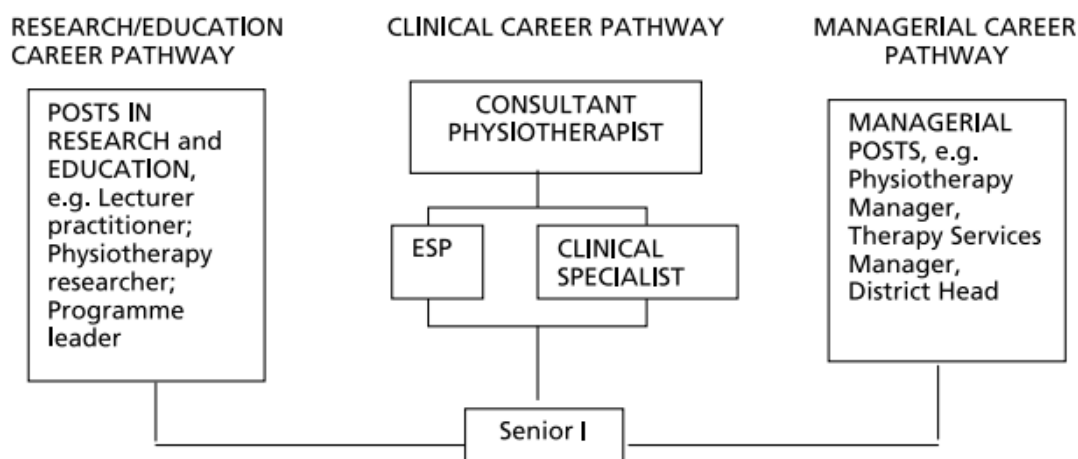 RESEARCH/EDUCATION
CAREER PATHWAY
CLINICAL CAREER PATHWAY
MANAGERIAL CAREER
PATHWAY
POSTS IN
RESEARCH and
EDUCATION,
e.g. Lecturer
practitioner;
Physiotherapy
researcher;
Programme
leader
CONSULTANT
PHYSIOTHERAPIST
ESP
CLINICAL
SPECIALIST
MANAGERIAL
POSTS, e.g.
Physiotherapy
Manager,
Therapy Services
Manager,
District Head
Senior I